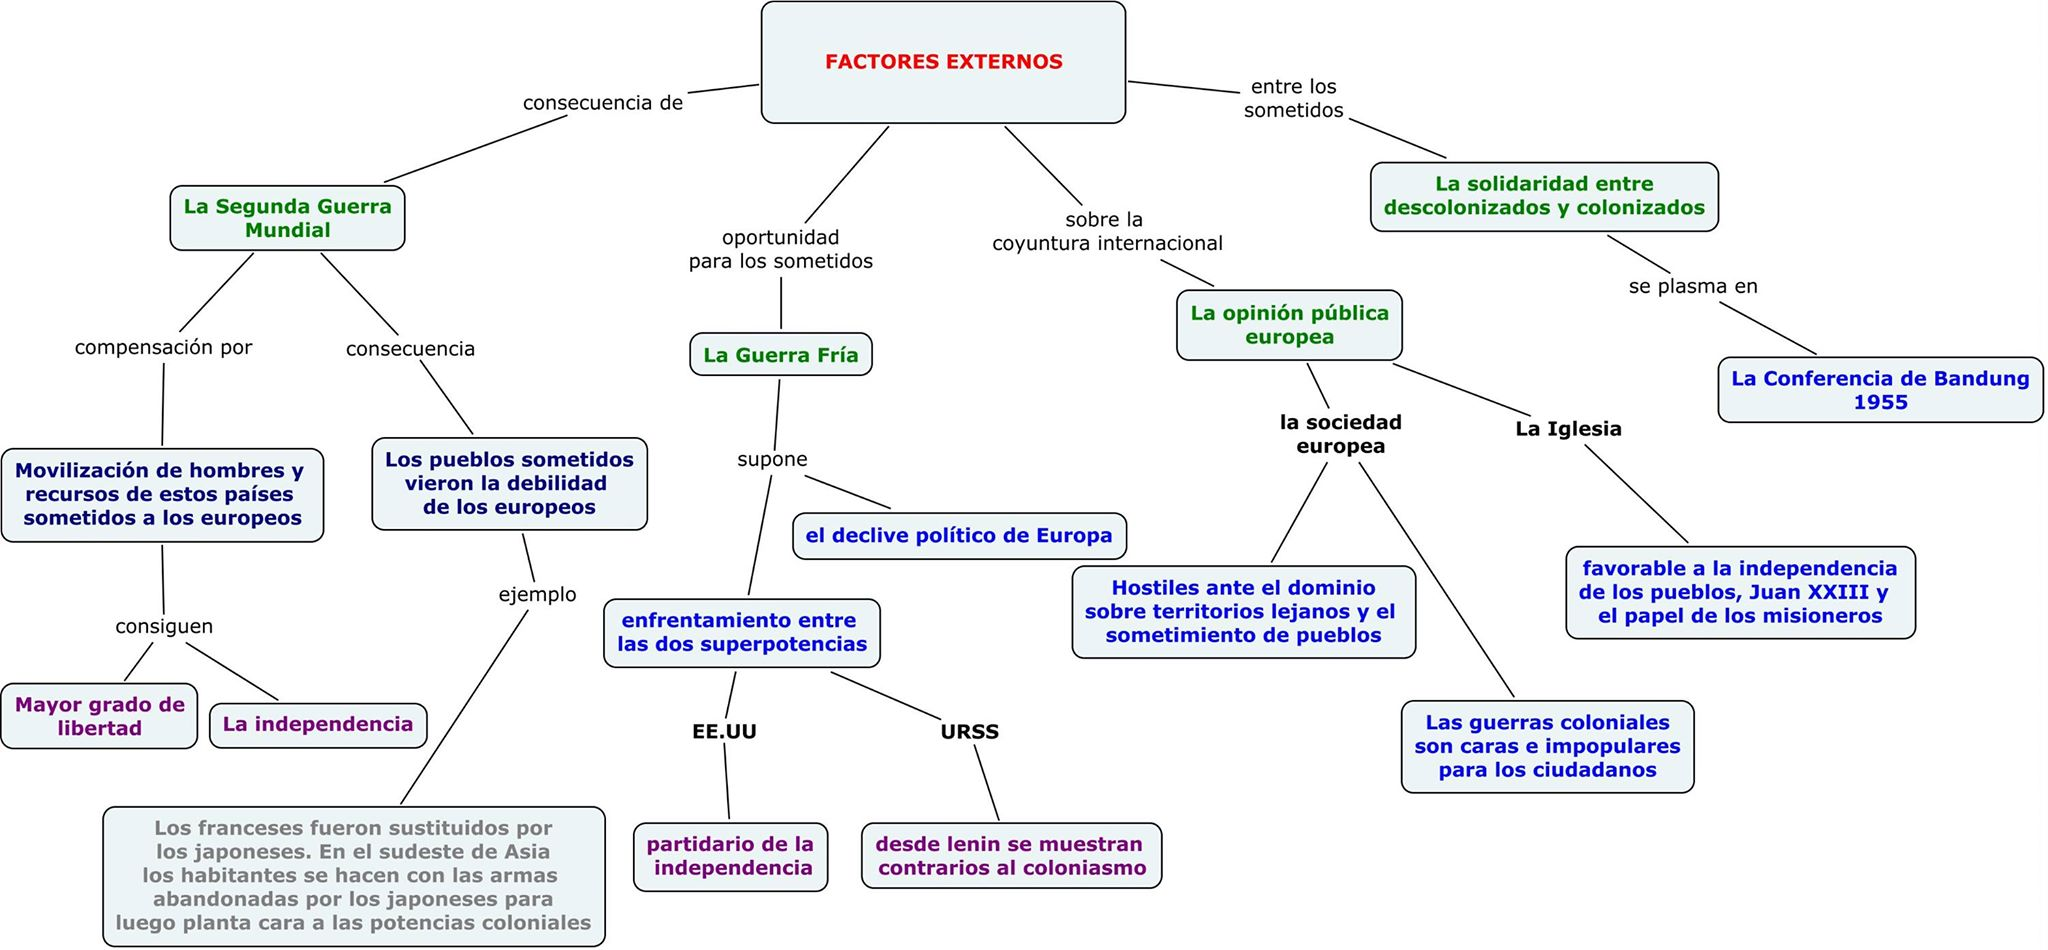 FACTORES EXTERNOS
consecuencia de
entre los
sometidos
La Segunda Guerra
Mundial
oportunidad
para los sometidos
sobre la
coyuntura internacional
La solidaridad entre
descolonizados y colonizados
compensación por
consecuencia
La Guerra Fría
La opinión pública
europea
se plasma en
La Conferencia de Bandung
1955
Movilización de hombres y
recursos de estos países
sometidos a los europeos
Los pueblos sometidos
vieron la debilidad
de los europeos
supone
la sociedad
europea
La Iglesia
el declive político de Europa
consiguen
ejemplo
enfrentamiento entre
las dos superpotencias
Hostiles ante el dominio
sobre territorios lejanos y el
sometimiento de pueblos
favorable a la independencia
de los pueblos, Juan XXIII y
el papel de los misioneros
Mayor grado de
libertad
La independencia
EE.UU
URSS
Las guerras coloniales
son caras e impopulares
para los ciudadanos
Los franceses fueron sustituidos por
los japoneses. En el sudeste de Asia
los habitantes se hacen con las armas
abandonadas por los japoneses para
luego planta cara a las potencias coloniales
partidario de la
independencia
desde lenin se muestran
contrarios al coloniasmo